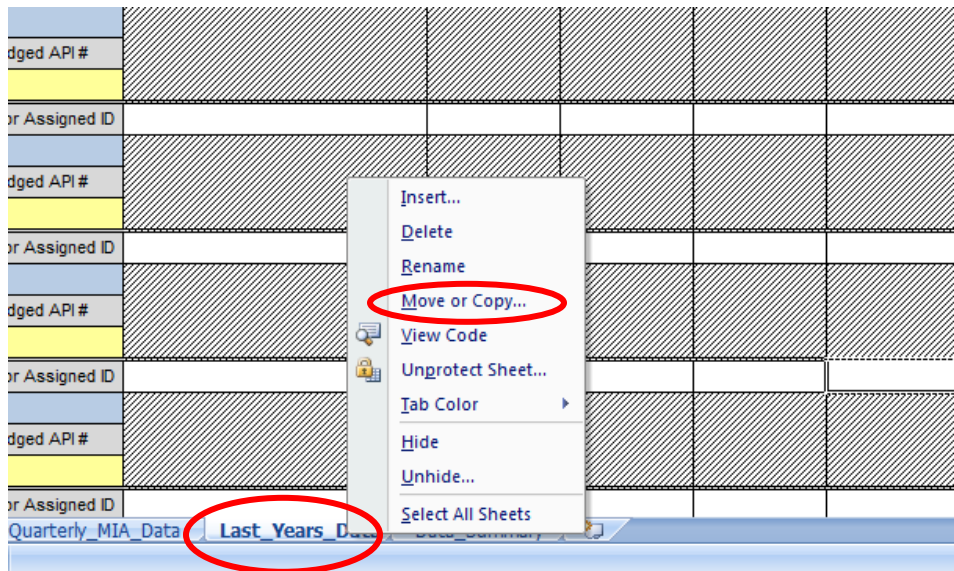 dged API #
or Assigned ID
dged API #
or Assigned ID
dged API #
or Assigned ID
dged API #
or Assigned ID
Insert...
Delete
Rename
Move or Copy...
View Code
Unprotect Sheet...
Tab Color
Hide
Unhide...
Select All Sheets
Quarterly_MIA_Data Last_Years_Data Data_Summary